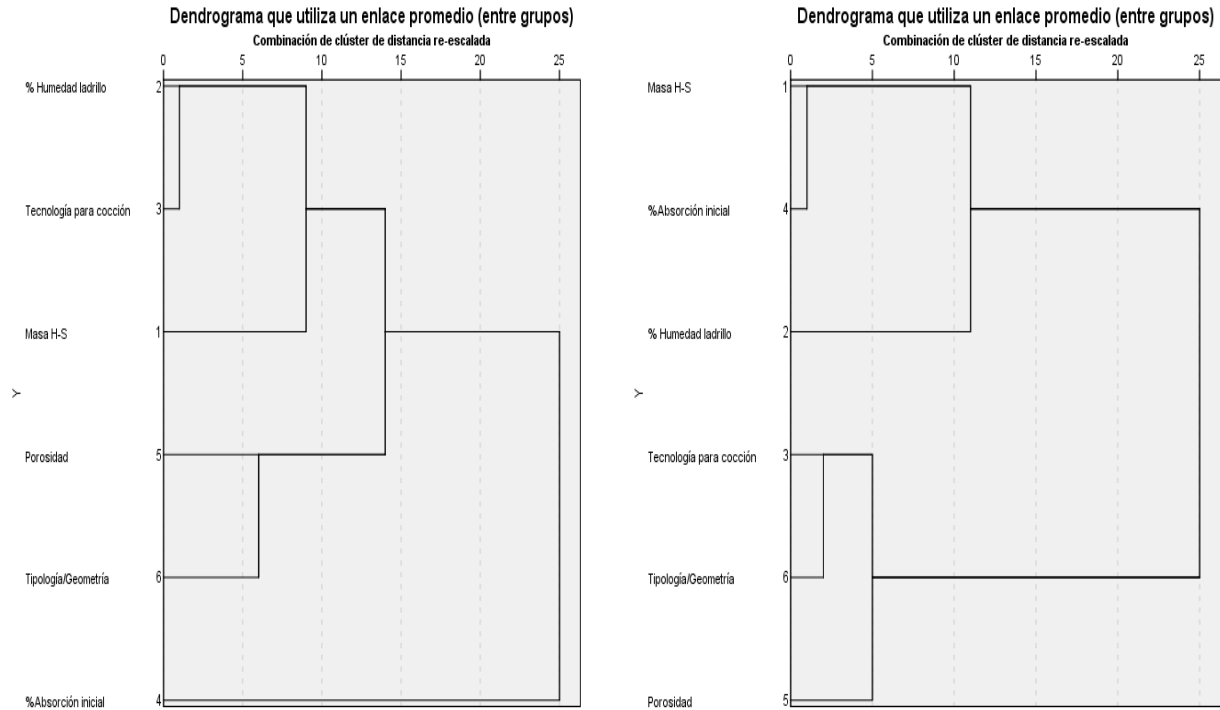 Dendrograma que utiliza un enlace promedio (entre grupos)
Combinación de clúster de distancia re-escalada
0 5 10 15 20 25
% Humedad ladrillo 2
Tecnología para cocción 3
Masa H-S 1
Y
Porosidad 5
Tipología/Geometría 6
%Absorción inicial 4
Dendrograma que utiliza un enlace promedio (entre grupos)
Combinación de clúster de distancia re-escalada
0 5 10 15 20 25
Masa H-S 1
%Absorción inicial 4
% Humedad ladrillo 2
Y
Tecnología para cocción 3
Tipología/Geometría 6
Porosidad 5